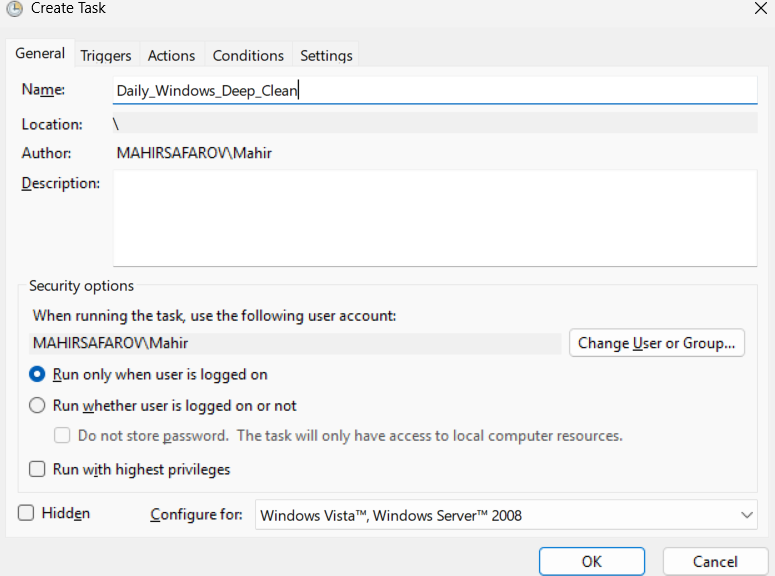 Create Task
General Triggers Actions Conditions Settings
Name: Daily_Windows_Deep_Clean
Location: \
Author: MAHIRSAFAROV\Mahir
Description:
Security options
When running the task, use the following user account:
MAHIRSAFAROV\Mahir Change User or Group...
Run only when user is logged on
Run whether user is logged on or not
Do not store password. The task will only have access to local computer resources.
Run with highest privileges
Hidden Configure for: Windows Vista™, Windows Server™ 2008
OK Cancel